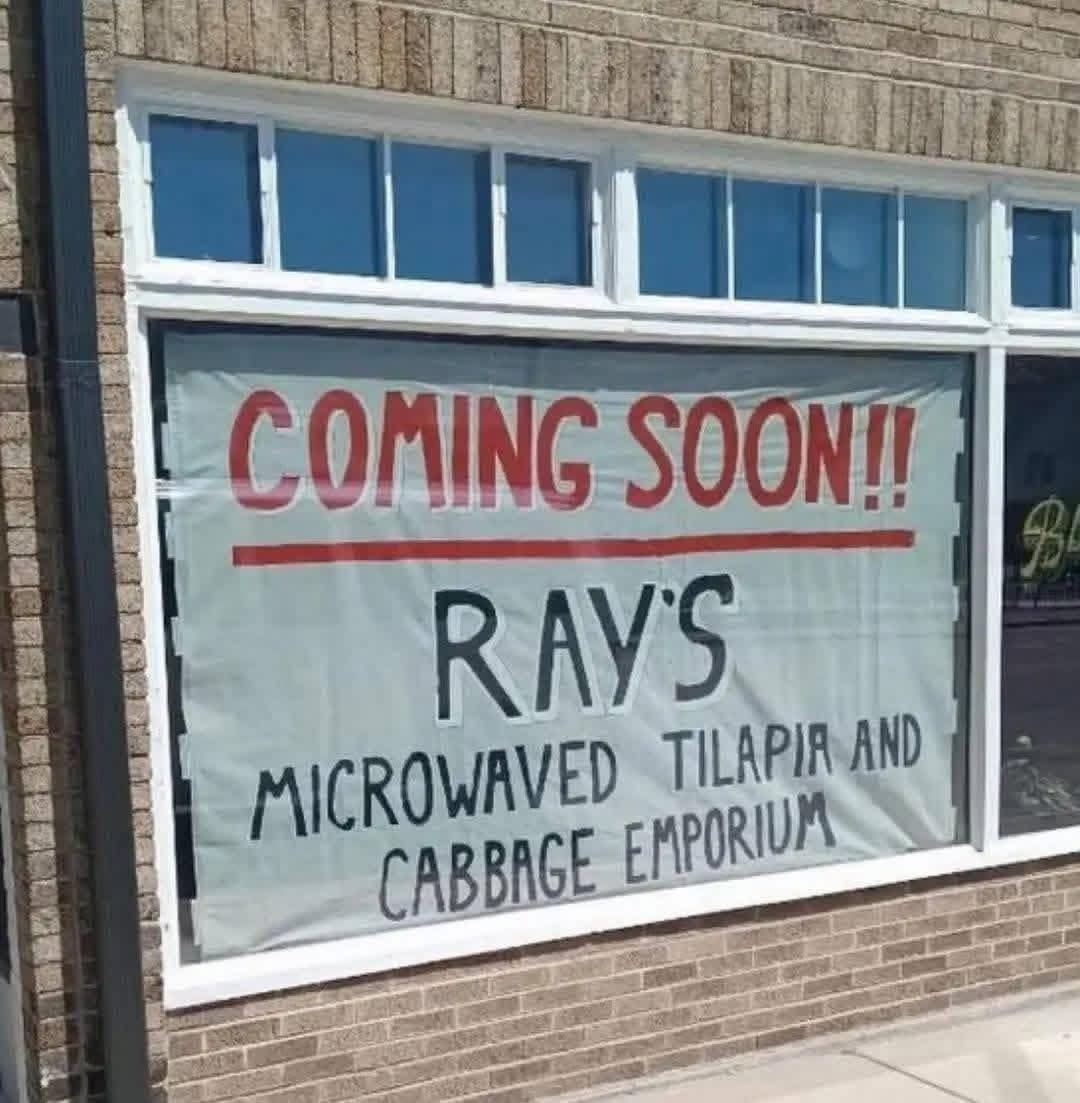 COMING SOON!!
RAY'S
MICROWAVED TILAPIA AND
CABBAGE EMPORIUM